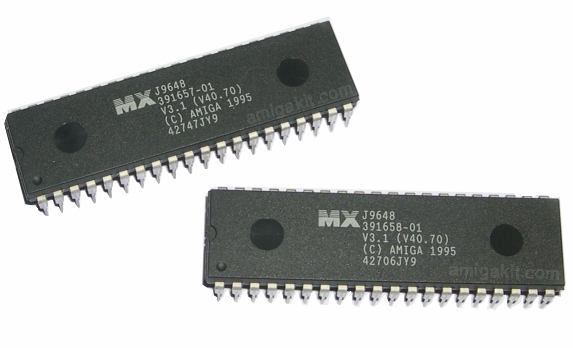 MX J9648
391657-01
V3.1 (V40.70)
(C) AMIGA 1995
42747JY9
amigakit.com
MX J9648
391658-01
V3.1 (V40.70)
(C) AMIGA 1995
42706JY9
amigakit.com